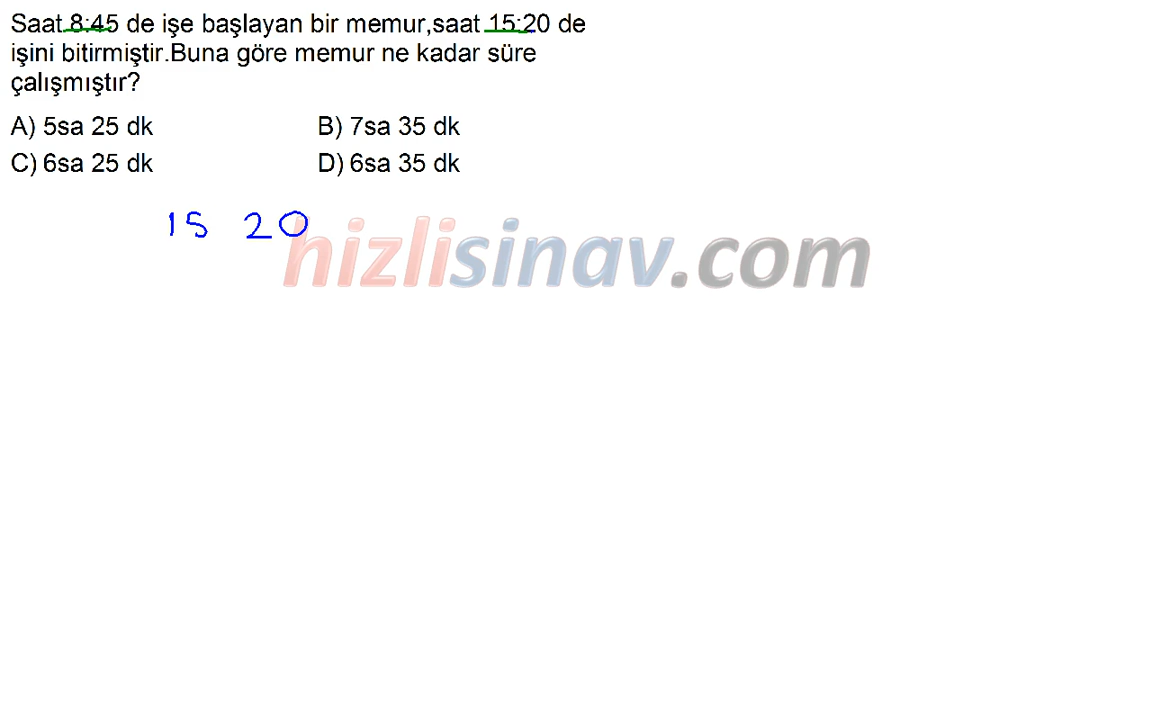 Saat 8:45 de işe başlayan bir memur,saat 15:20 de
işini bitirmiştir.Buna göre memur ne kadar süre
çalışmıştır?
A) 5sa 25 dk B) 7sa 35 dk
C) 6sa 25 dk D) 6sa 35 dk
15 20
hizlisinav.com